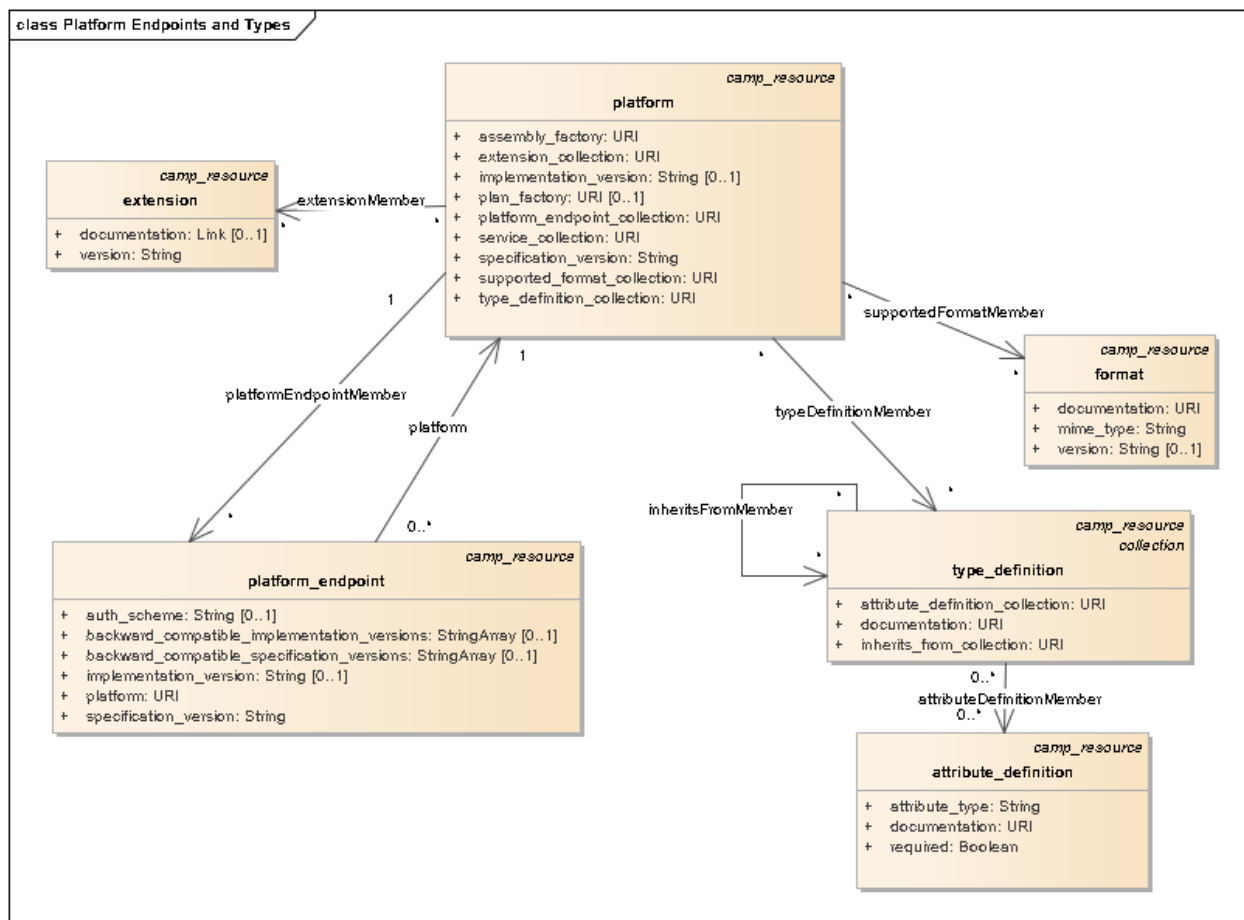 class Platform Endpoints and Types
camp_resource
platform
+ assembly_factory: URI
+ extension_collection: URI
+ implementation_version: String [0..1]
+ plan_factory: URI [0..1]
+ platform_endpoint_collection: URI
+ service_collection: URI
+ specification_version: String
+ supported_format_collection: URI
+ type_definition_collection: URI
camp_resource
extension
+ documentation: Link [0..1]
+ version: String
extensionMember
*
*
1
platformEndpointMember
*
1
platform
0..*
*
supportedFormatMember
*
camp_resource
format
+ documentation: URI
+ mime_type: String
+ version: String [0..1]
*
typeDefinitionMember
*
inheritsFromMember
*
*
camp_resource
collection
type_definition
+ attribute_definition_collection: URI
+ documentation: URI
+ inherits_from_collection: URI
camp_resource
platform_endpoint
+ auth_scheme: String [0..1]
+ backward_compatible_implementation_versions: StringArray [0..1]
+ backward_compatible_specification_versions: StringArray [0..1]
+ implementation_version: String [0..1]
+ platform: URI
+ specification_version: String
0..*
attributeDefinitionMember
0..*
camp_resource
attribute_definition
+ attribute_type: String
+ documentation: URI
+ required: Boolean